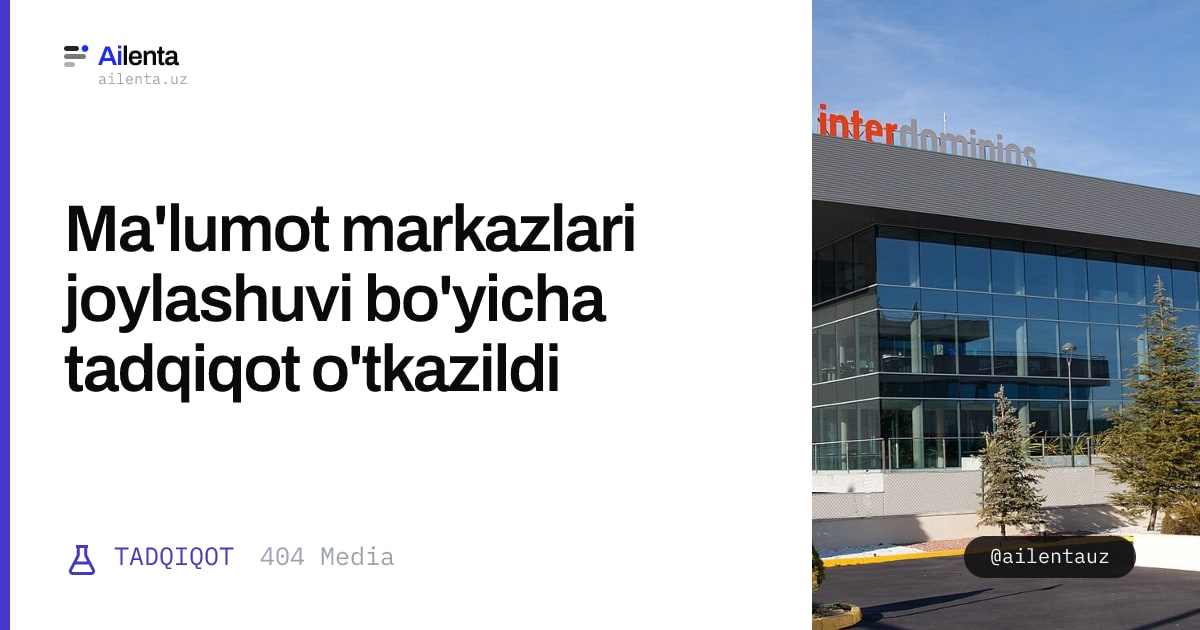 Ailenta
ailenta.uz
Ma'lumot markazlari
joylashuvi bo'yicha
tadqiqot o'tkazildi
TADQIQOT 404 Media
interdominios
@ailentauz